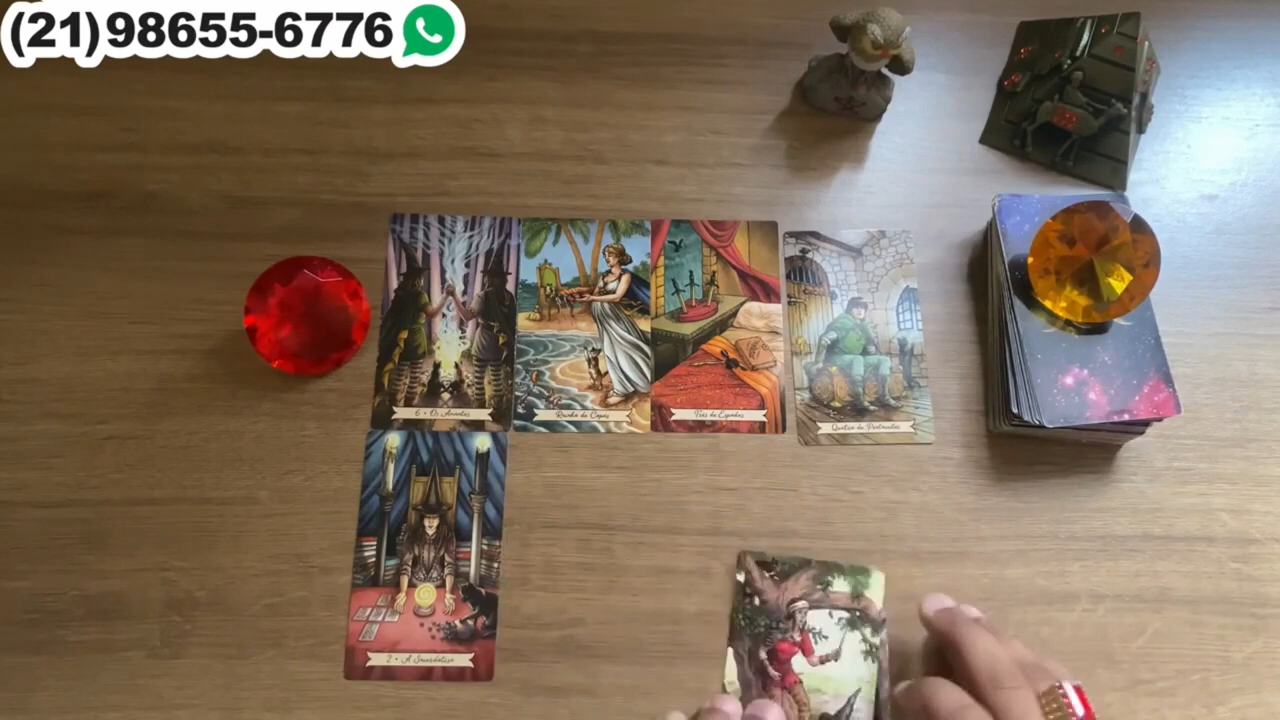 (21)98655-6776
6 • Os Amantes
Rainha de Copas
Três de Espadas
Quatro de Pentáculos
2 • A Sacerdotisa